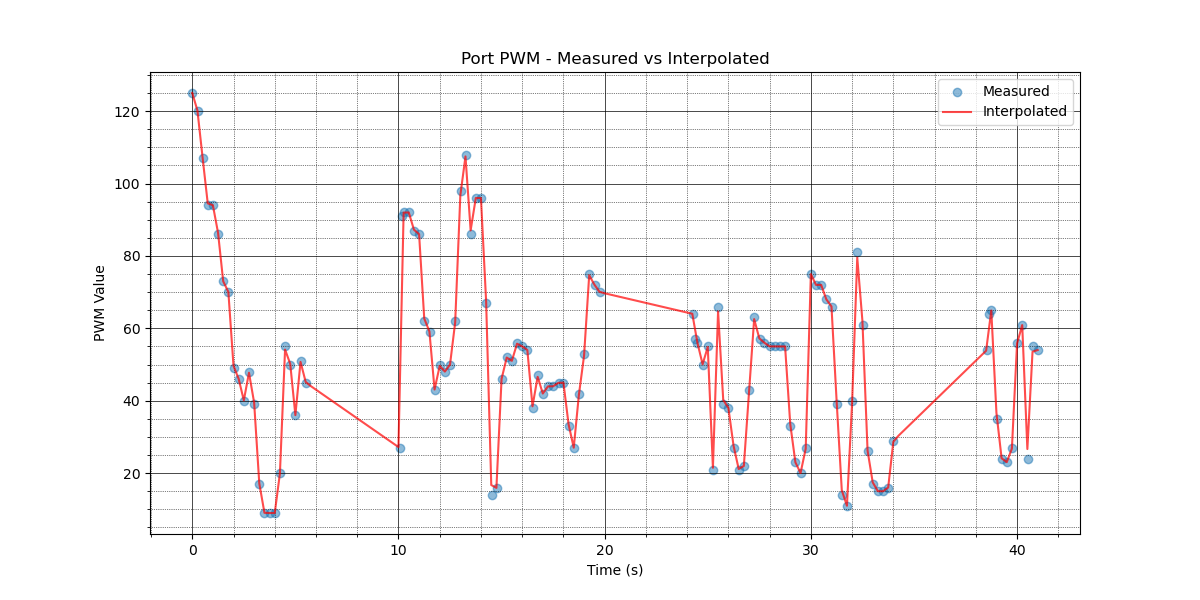 Port PWM - Measured vs Interpolated
Measured
Interpolated
PWM Value
120
100
80
60
40
20
0 10 20 30 40
Time (s)